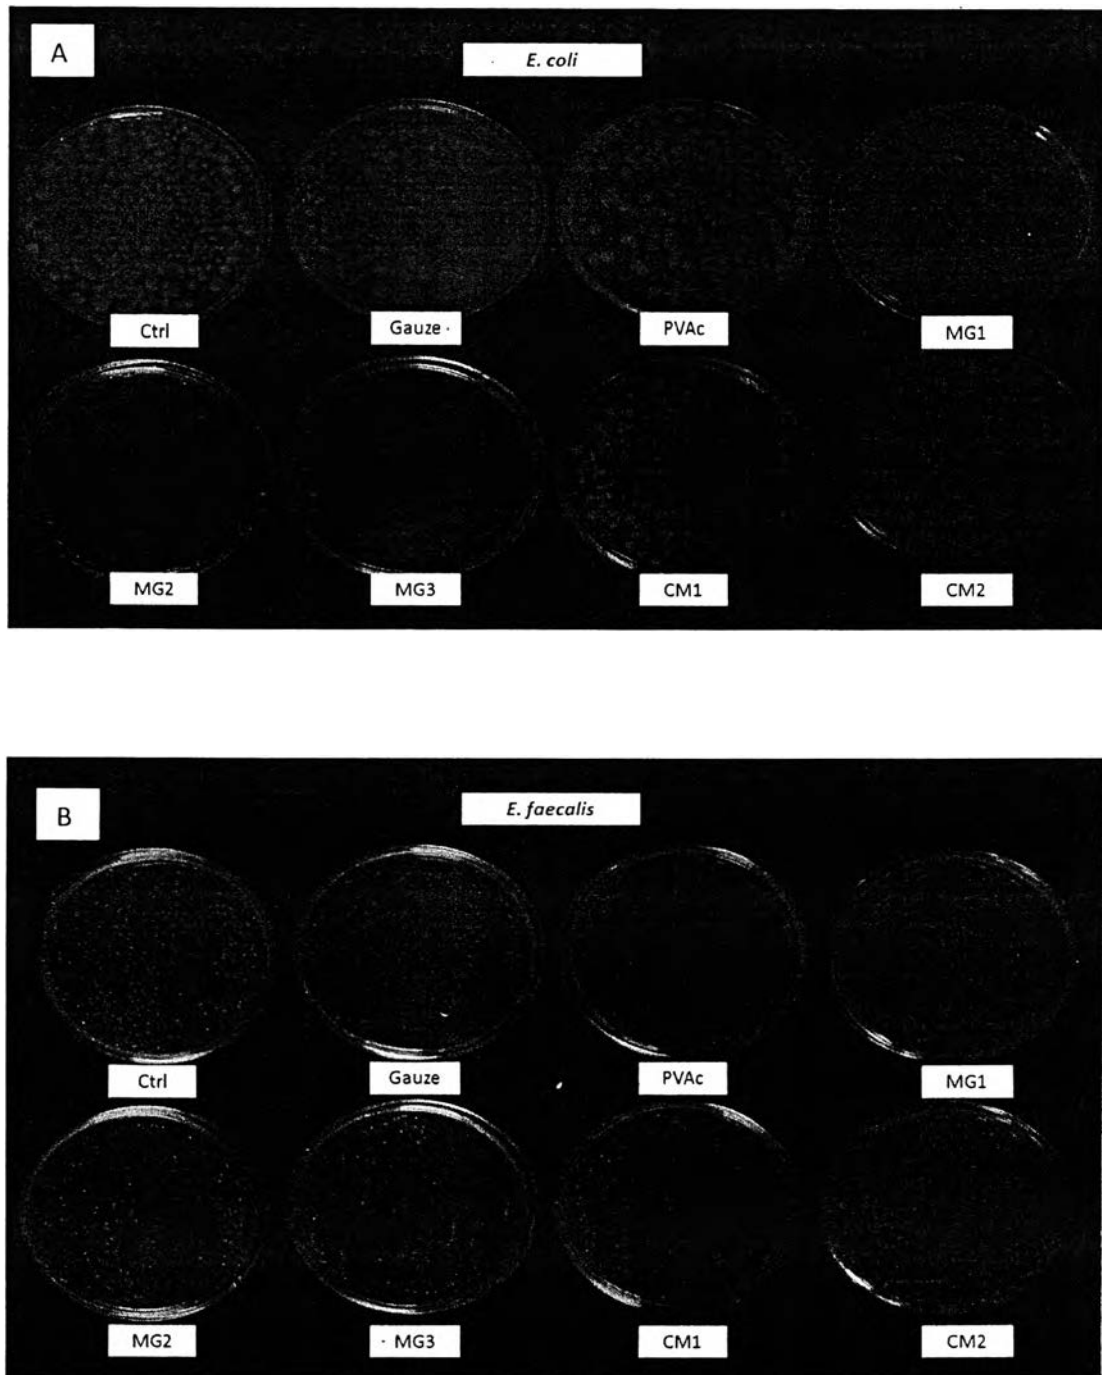 A
E. coli
Ctrl
Gauze
PVAc
MG1
MG2
MG3
CM1
CM2
B
E. faecalis
Ctrl
Gauze
PVAc
MG1
MG2
MG3
CM1
CM2